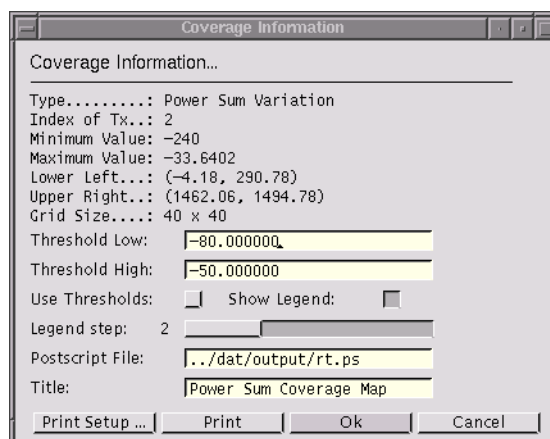 Coverage Information
Coverage Information...
Type.........: Power Sum Variation
Index of Tx..: 2
Minimum Value: -240
Maximum Value: -33.6402
Lower Left...: (-4.18, 290.78)
Upper Right..: (1462.06, 1494.78)
Grid Size....: 40 x 40
Threshold Low: -80.000000
Threshold High: -50.000000
Use Thresholds: Show Legend:
Legend step: 2
Postscript File: ../dat/output/rt.ps
Title: Power Sum Coverage Map
Print Setup ... Print Ok Cancel